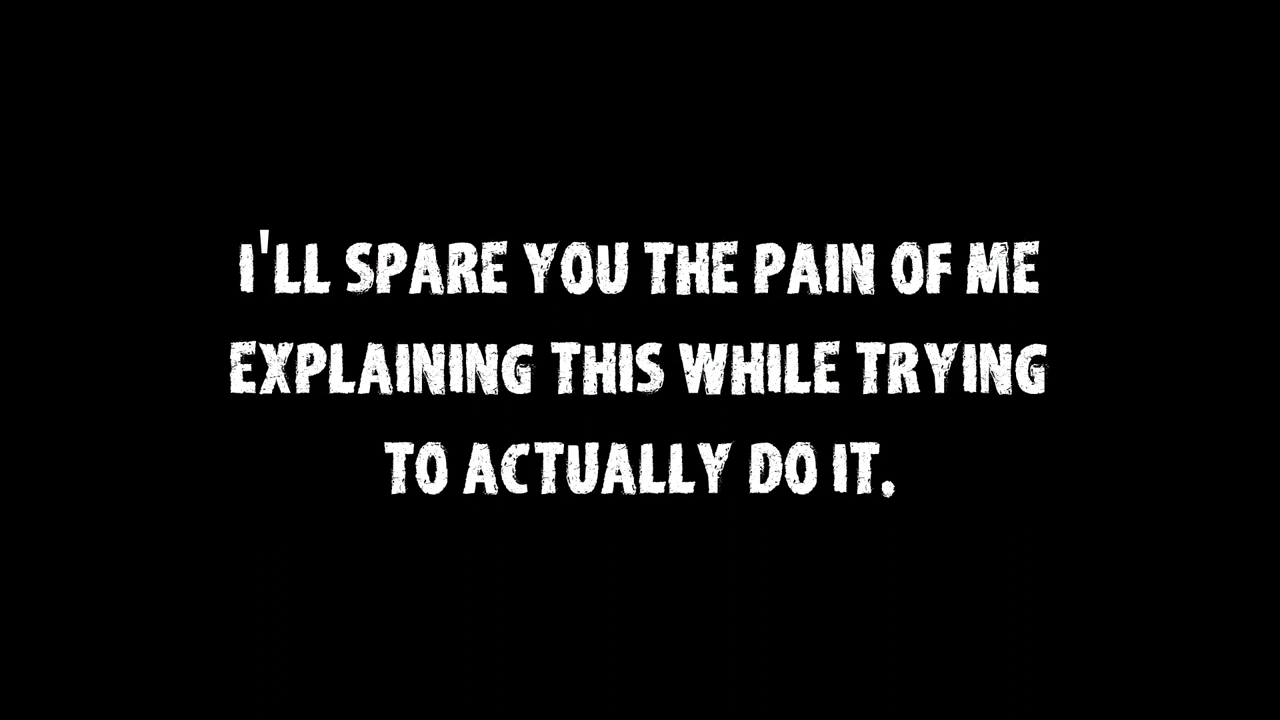 I'LL SPARE YOU THE PAIN OF ME
EXPLAINING THIS WHILE TRYING
TO ACTUALLY DO IT.